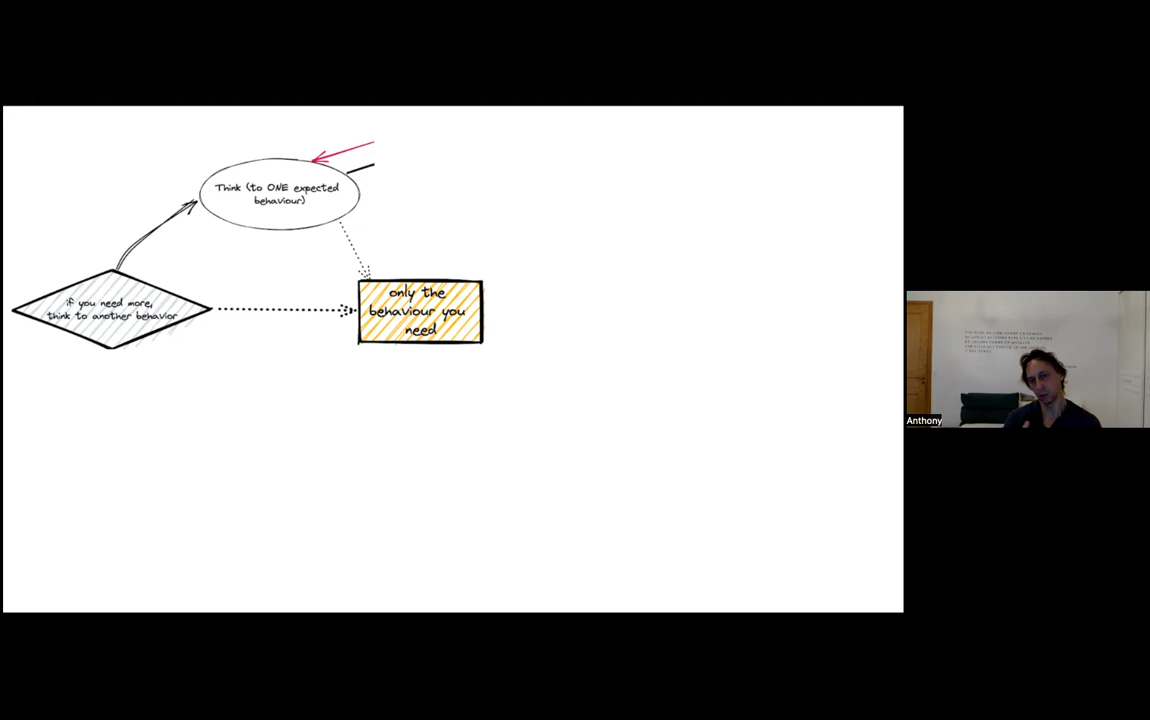 Think (to ONE expected
behaviour)
if you need more,
think to another behavior
only the
behaviour you
need
Anthony